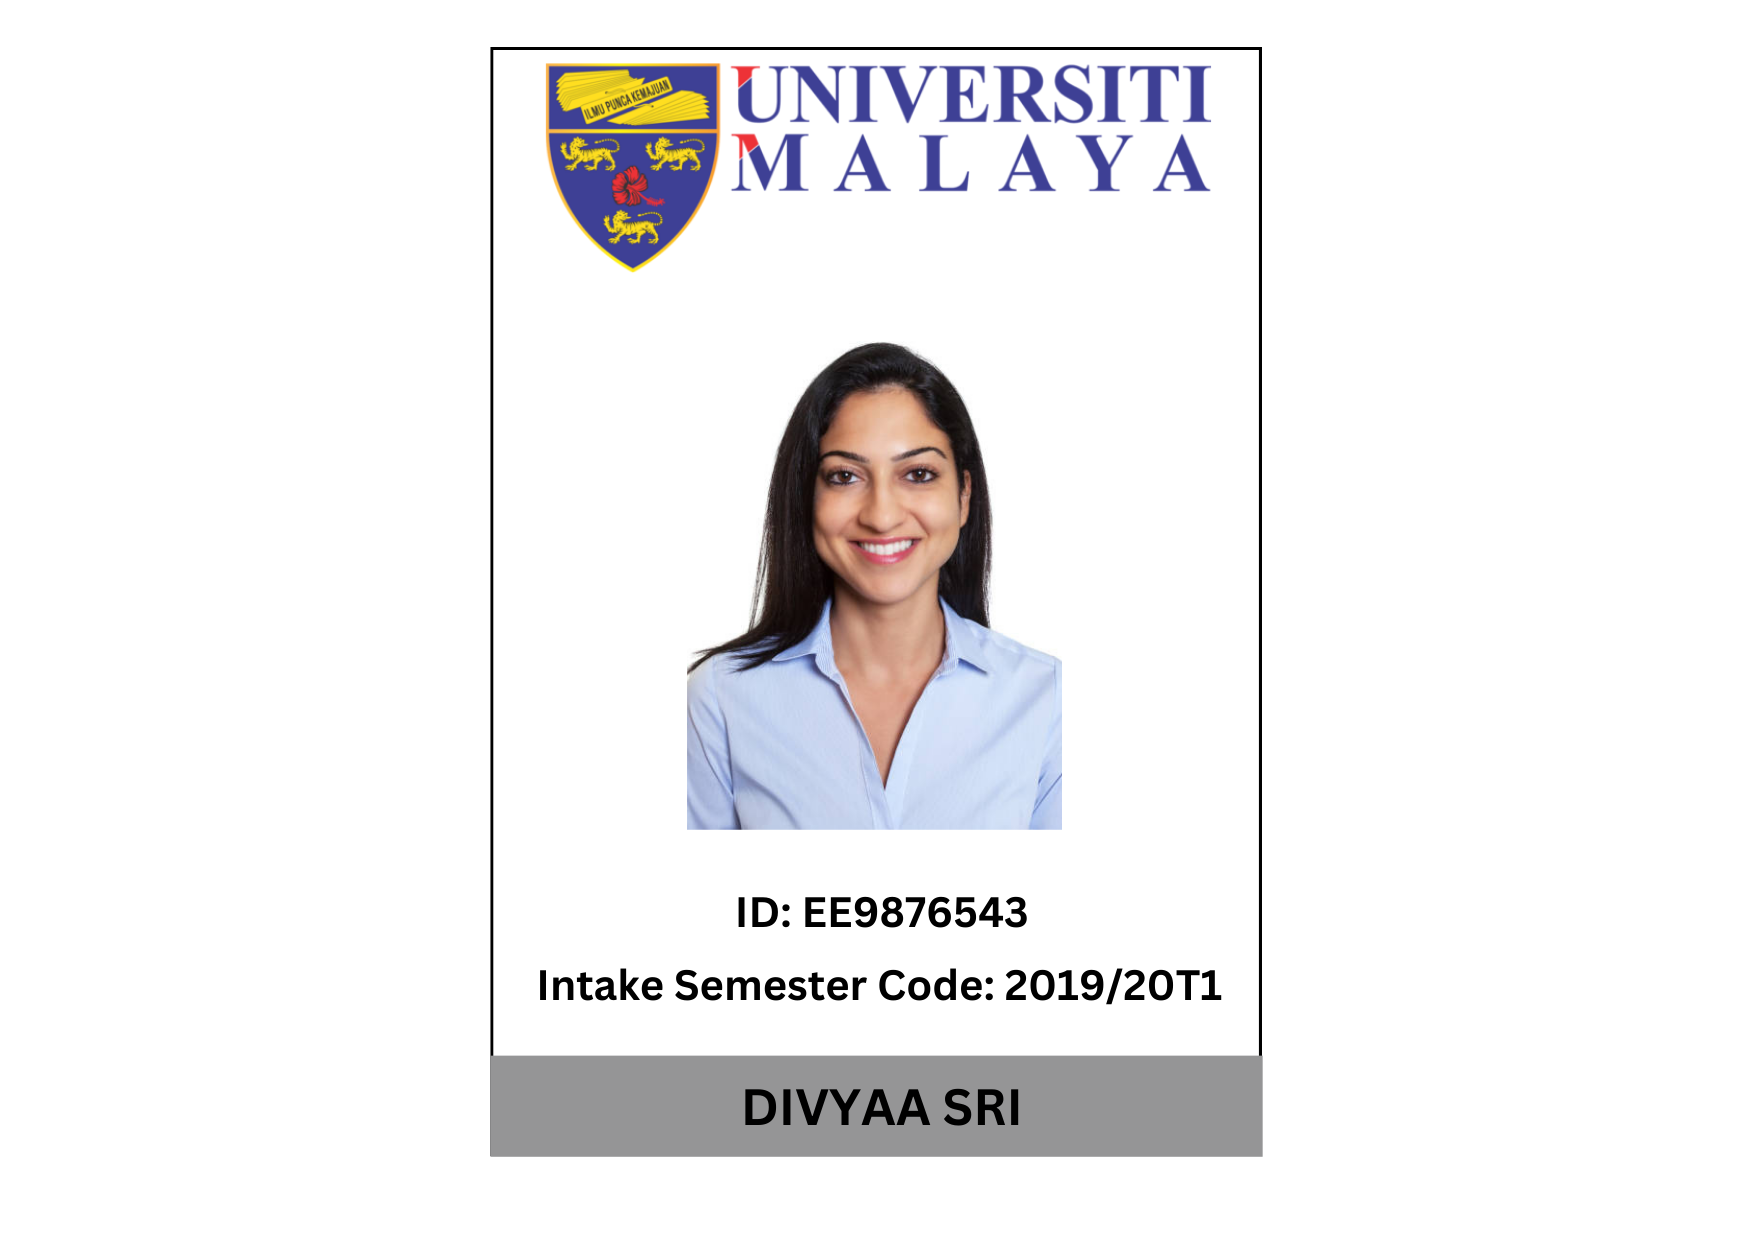 ILMU PUNCA KEMAJUAN
UNIVERSITI
MALAYA
ID: EE9876543
Intake Semester Code: 2019/20T1
DIVYAA SRI